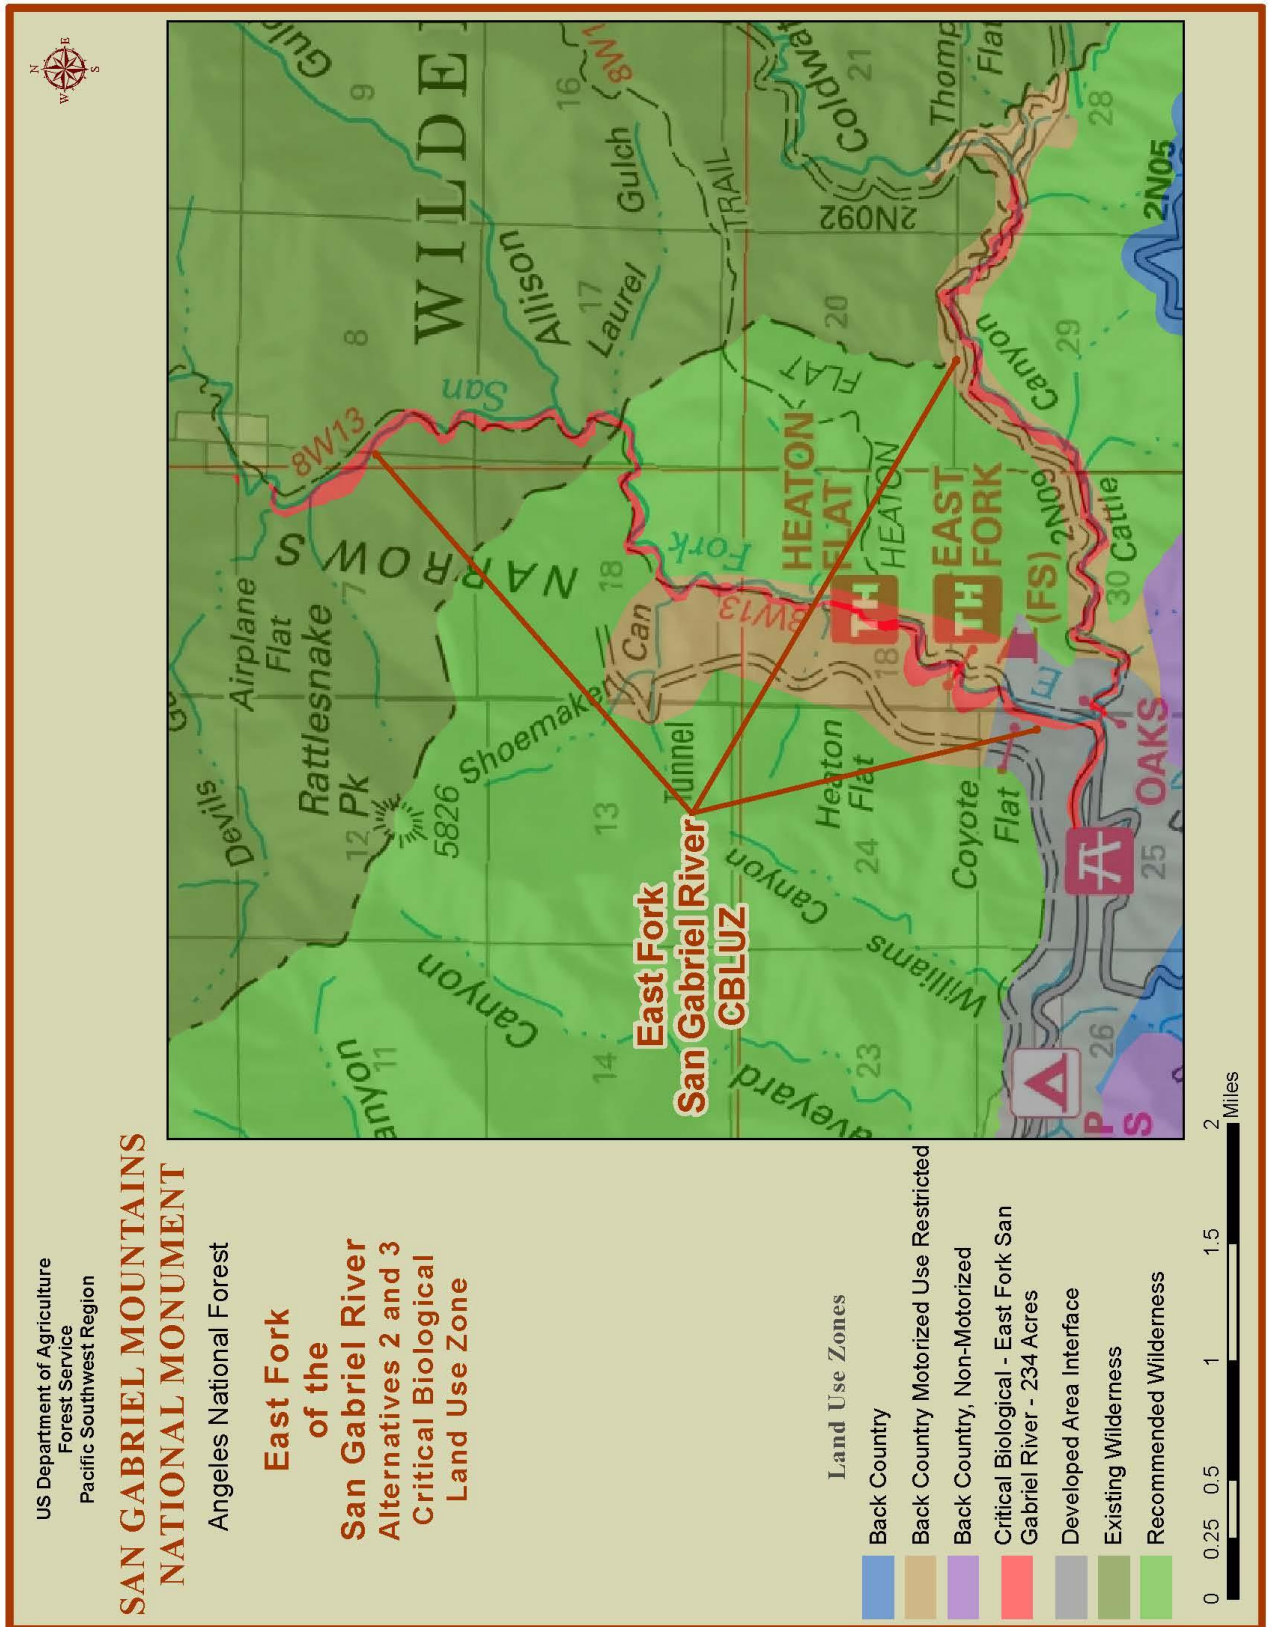 US Department of Agriculture
Forest Service
Pacific Southwest Region
SAN GABRIEL MOUNTAINS
NATIONAL MONUMENT
Angeles National Forest
East Fork
of the
San Gabriel River
Alternatives 2 and 3
Critical Biological
Land Use Zone
Land Use Zones
Back Country
Back Country Motorized Use Restricted
Back Country, Non-Motorized
Critical Biological - East Fork San
Gabriel River - 234 Acres
Developed Area Interface
Existing Wilderness
Recommended Wilderness
0 0.25 0.5 1 1.5 2
Miles
N
E
S
W
East Fork
San Gabriel River
CBLUZ
Gulch
9
WILDE
8
San
8W13
Allison
16
8W1
17
Laurel Gulch
TRAIL
Coldwat
21
Thomp
Flat
28
2N092
20
2N05
29
Canyon
FLAT
HEATON
FLAT
HEATON
TH
EAST
FORK
TH
(FS)
2N09
Cattle
30
NARROWS
18
Fork
8W13
18
Can
Airplane
Flat
7
Rattlesnake
Pk
12
5826
Devils
Shoemaker
Tunnel
13
Heaton
Flat
24
Coyote
Flat
E
OAKS
25
Canyon
Williams
Canyon
14
11
anyon
aveyard
23
26
P
S